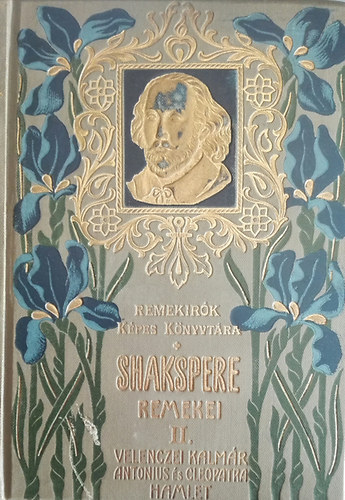 REMEKIRÓK
KÉPES KÖNYVTÁRA
SHAKSPERE
REMEKEI
II.
VELENCZEI KALMÁR
ANTONIUS ÉS CLEOPATRA
HAMLET